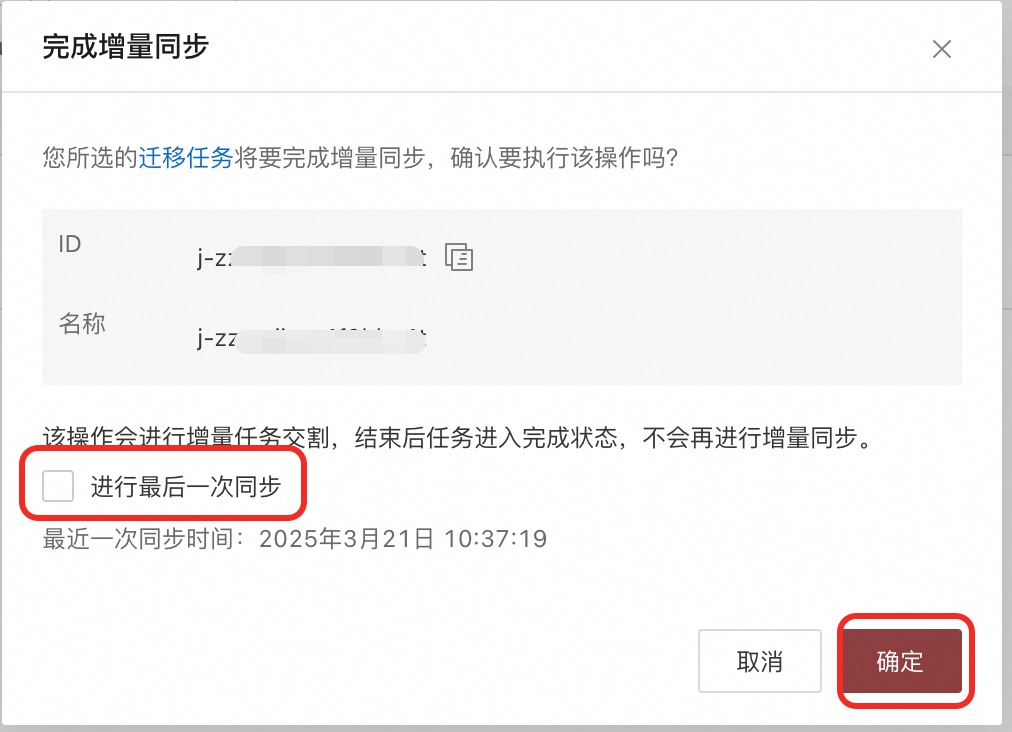 完成增量同步
您所选的迁移任务将要完成增量同步，确认要执行该操作吗?
ID
j-zz
名称
j-zz
该操作会进行增量任务交割，结束后任务进入完成状态，不会再进行增量同步。
进行最后一次同步
最近一次同步时间：2025年3月21日 10:37:19
取消 确定